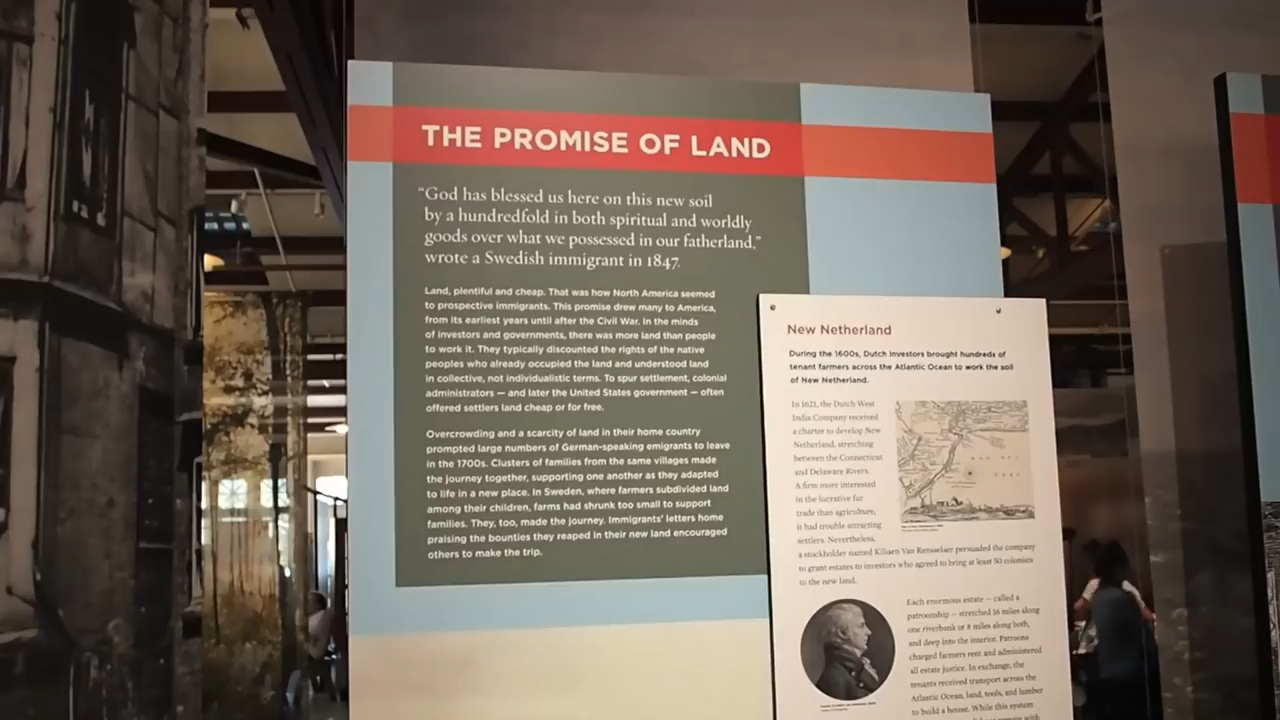 THE PROMISE OF LAND
“God has blessed us here on this new soil
by a hundredfold in both spiritual and worldly
goods over what we possessed in our fatherland,”
wrote a Swedish immigrant in 1847.
Land, plentiful and cheap. That was how North America seemed
to prospective immigrants. This promise drew many to America,
from its earliest years until after the Civil War. In the minds
of investors and governments, there was more land than people
to work it. They typically discounted the rights of the native
peoples who already occupied the land and understood land
in collective, not individualistic terms. To spur settlement, colonial
administrators — and later the United States government — often
offered settlers land cheap or for free.
Overcrowding and a scarcity of land in their home country
prompted large numbers of German-speaking emigrants to leave
in the 1700s. Clusters of families from the same villages made
the journey together, supporting one another as they adapted
to life in a new place. In Sweden, where farmers subdivided land
among their children, farms had shrunk too small to support
families. They, too, made the journey. Immigrants’ letters home
praising the bounties they reaped in their new land encouraged
others to make the trip.
New Netherland
During the 1600s, Dutch investors brought hundreds of
tenant farmers across the Atlantic Ocean to work the soil
of New Netherland.
In 1621, the Dutch West
India Company received
a charter to develop New
Netherland, stretching
between the Connecticut
and Delaware Rivers.
A firm more interested
in the lucrative fur
trade than agriculture,
it had trouble attracting
settlers. Nevertheless,
a stockholder named Kiliaen Van Rensselaer persuaded the company
to grant estates to investors who agreed to bring at least 50 colonists
to the new land.
Each enormous estate — called a
patroonship — stretched 16 miles along
one riverbank or 8 miles along both,
and deep into the interior. Patroons
charged farmers rent and administered
all estate justice. In exchange, the
tenants received transport across the
Atlantic Ocean, land, tools, and lumber
to build a house. While this system